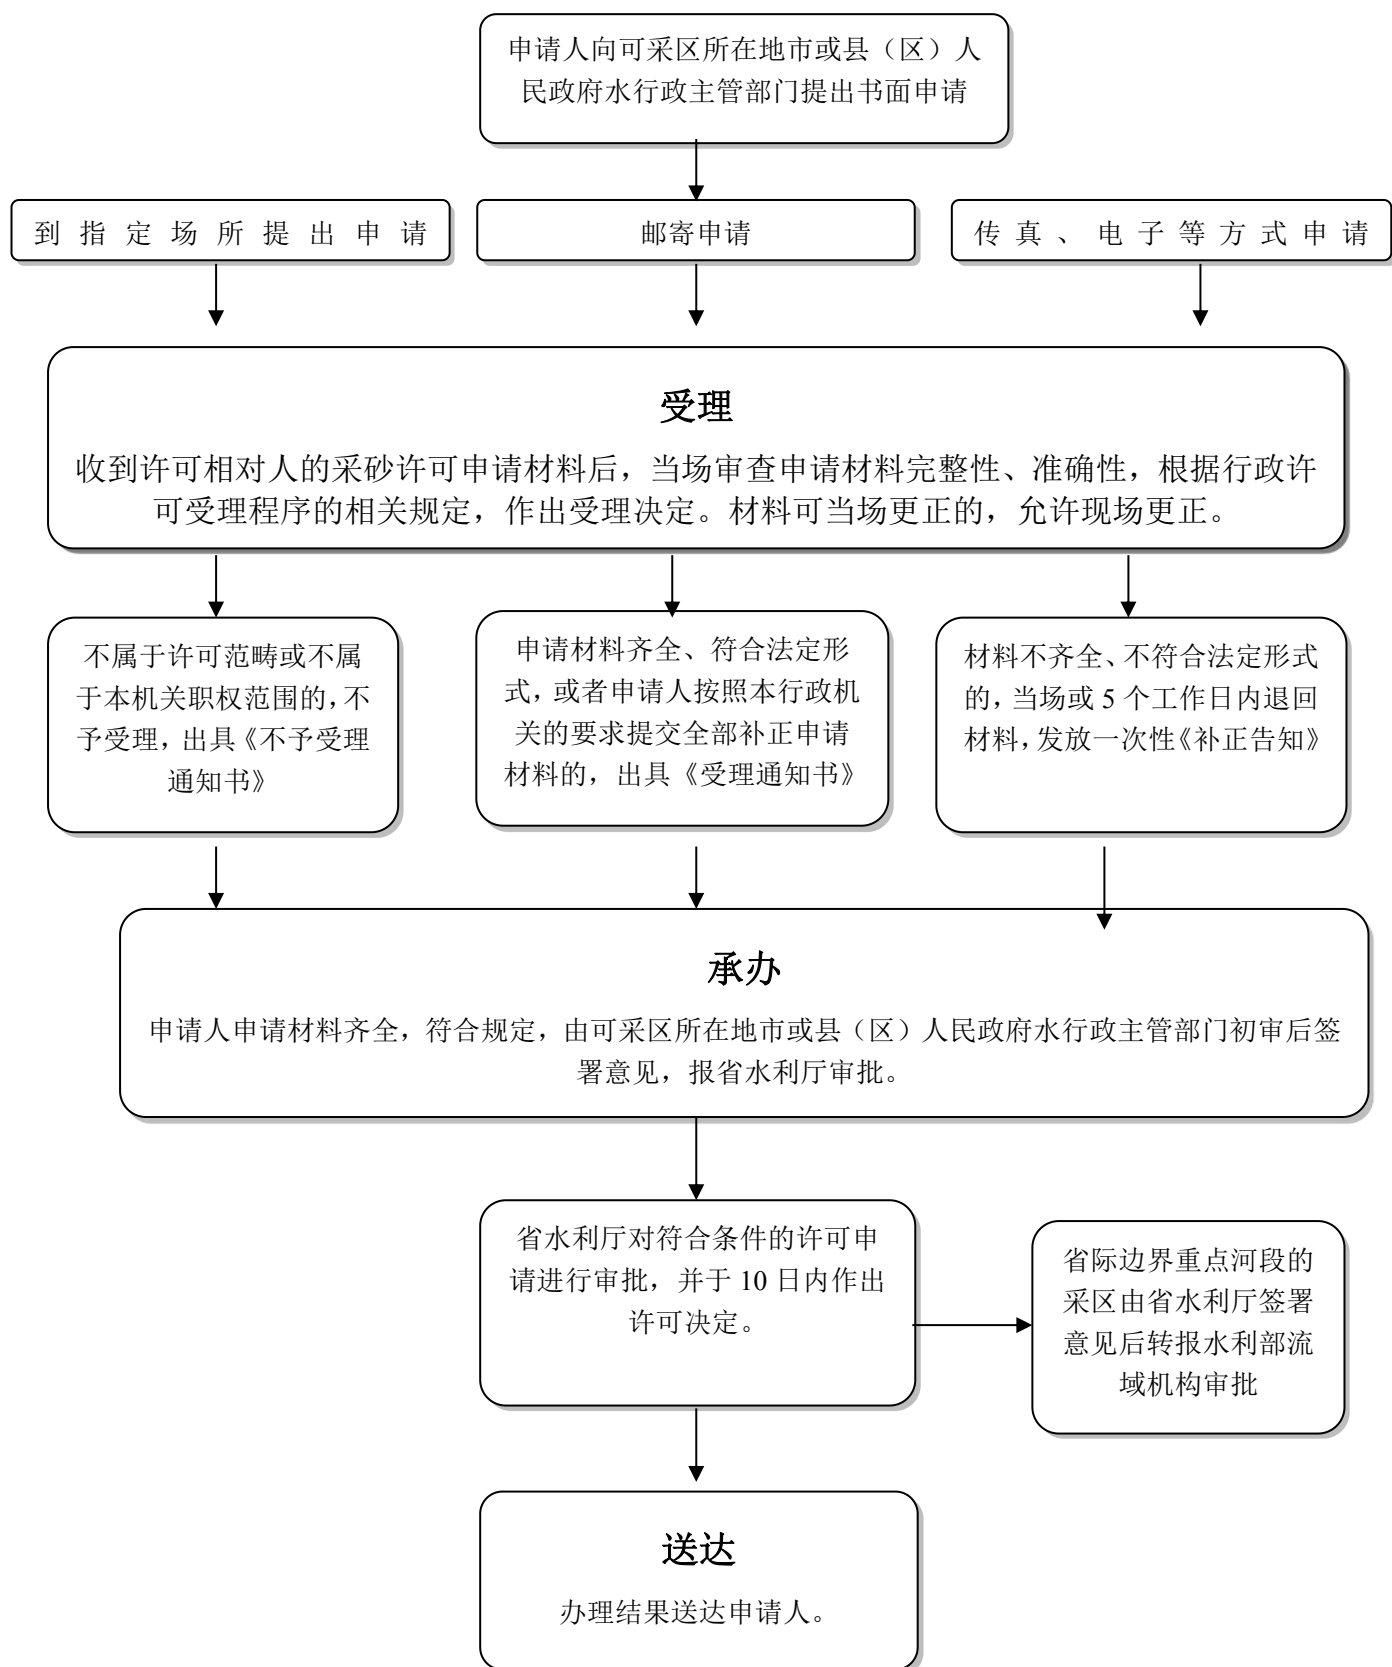 申请人向可采区所在地市或县（区）人
民政府水行政主管部门提出书面申请
到指定场所提出申请
邮寄申请
传真、电子等方式申请
受理
收到许可相对人的采砂许可申请材料后，当场审查申请材料完整性、准确性，根据行政许
可受理程序的相关规定，作出受理决定。材料可当场更正的，允许现场更正。
不属于许可范畴或不属
于本机关职权范围的，不
予受理，出具《不予受理
通知书》
申请材料齐全、符合法定形
式，或者申请人按照本行政机
关的要求提交全部补正申请
材料的，出具《受理通知书》
材料不齐全、不符合法定形式
的，当场或 5 个工作日内退回
材料，发放一次性《补正告知》
承办
申请人申请材料齐全，符合规定，由可采区所在地市或县（区）人民政府水行政主管部门初审后签
署意见，报省水利厅审批。
省水利厅对符合条件的许可申
请进行审批，并于 10 日内作出
许可决定。
省际边界重点河段的
采区由省水利厅签署
意见后转报水利部流
域机构审批
送达
办理结果送达申请人。